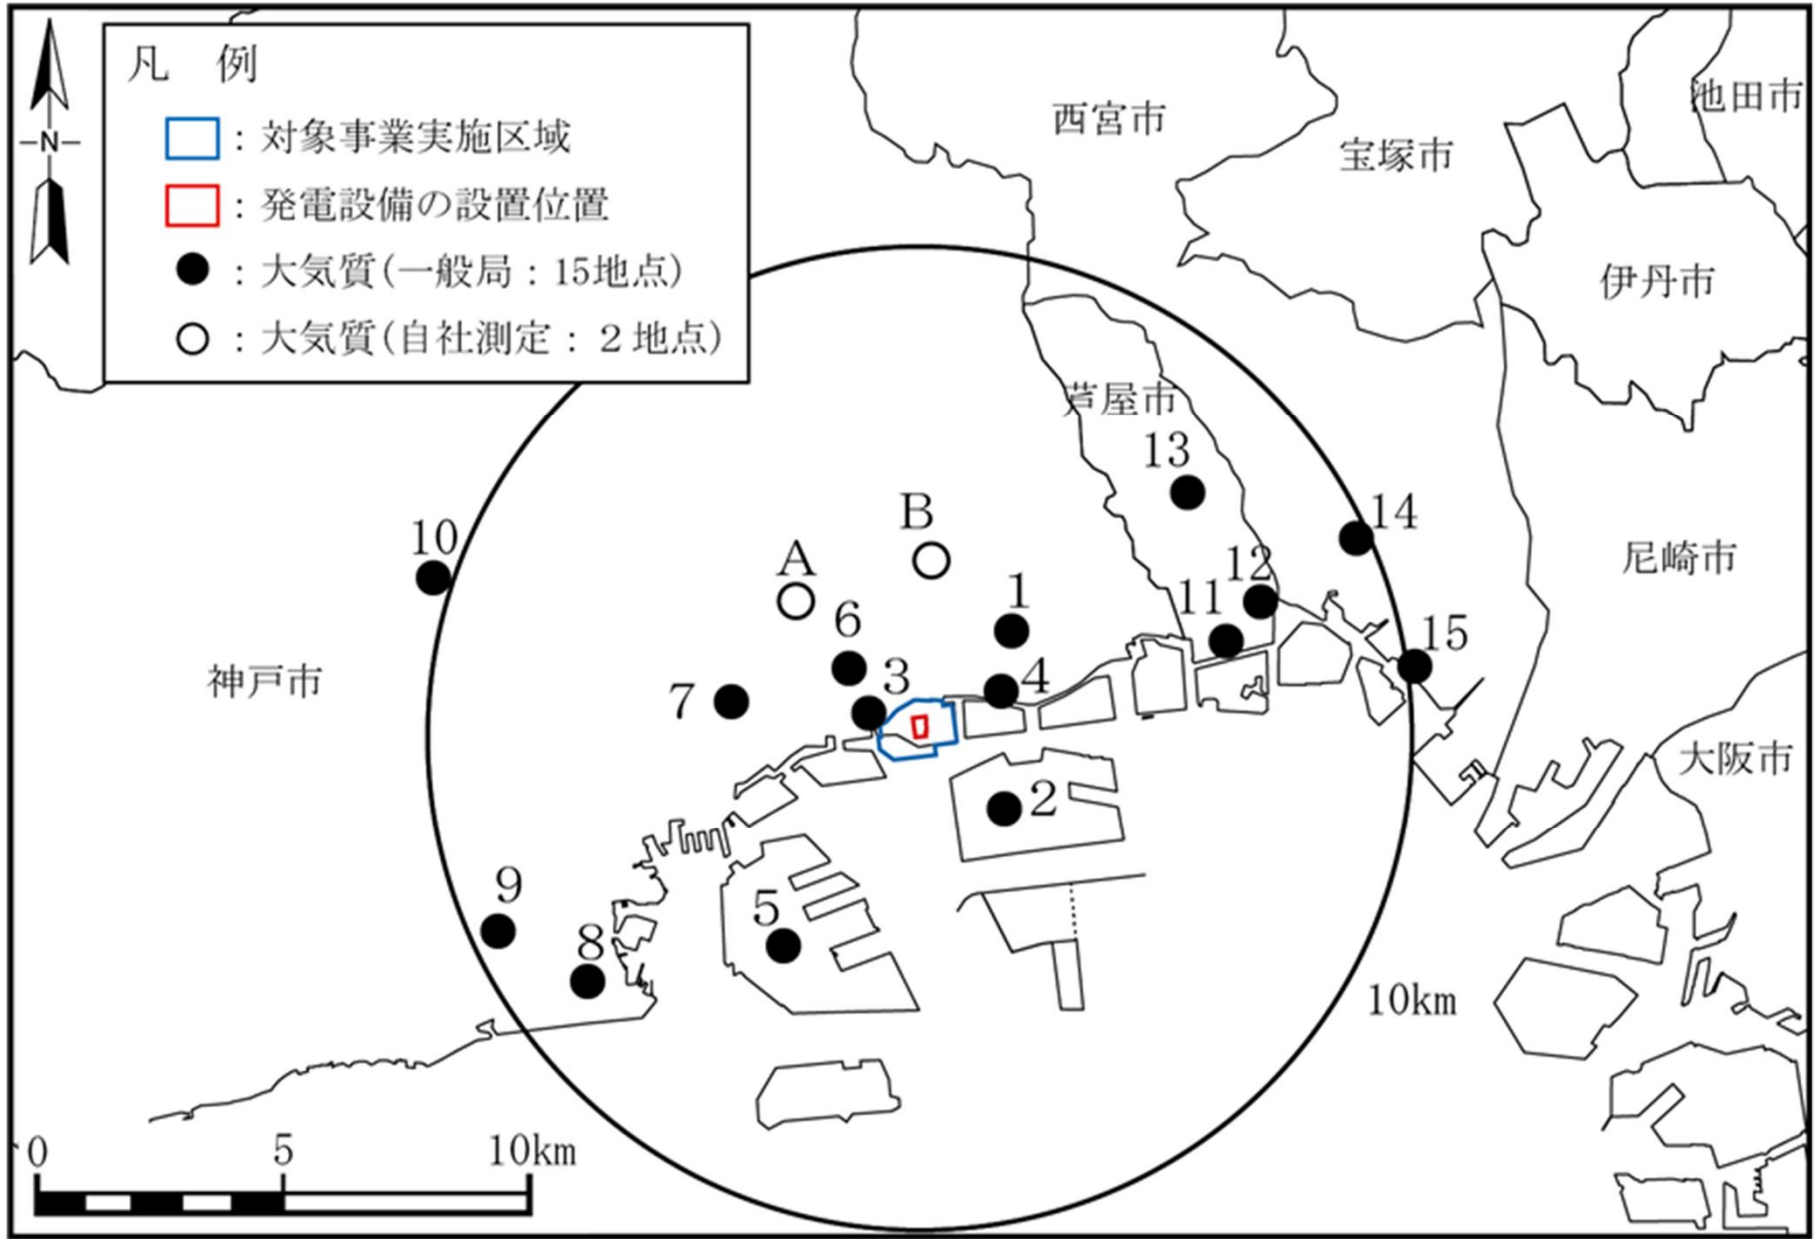 凡 例
：対象事業実施区域
：発電設備の設置位置
：大気質(一般局：15地点)
：大気質(自社測定：２地点)
N
西宮市
宝塚市
池田市
伊丹市
芦屋市
尼崎市
神戸市
大阪市
13
14
10
B
A
12
1
11
6
15
3
4
7
2
9
5
8
10km
0 5 10km